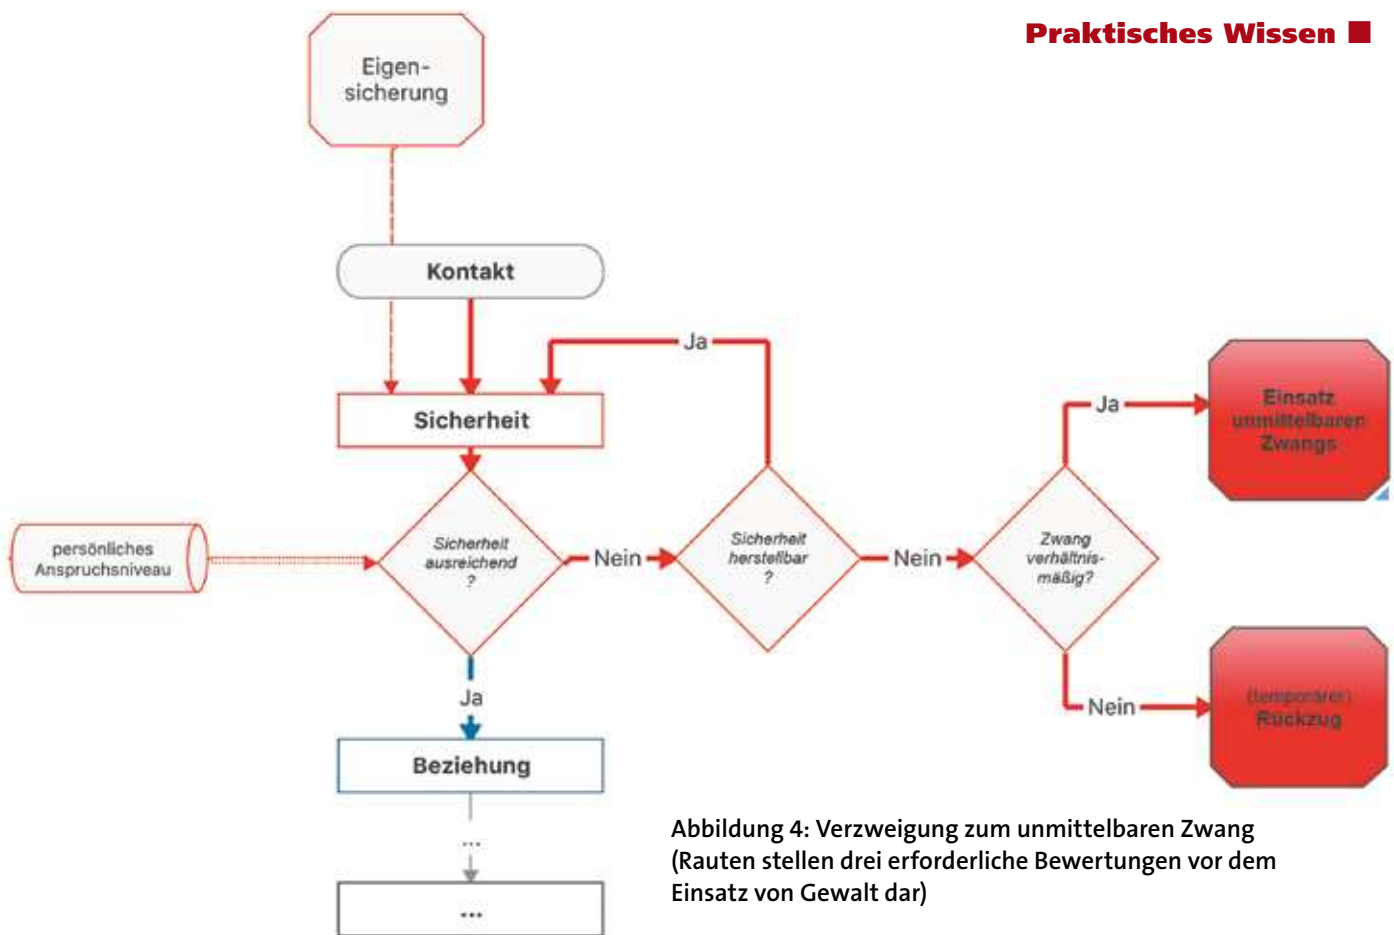 Praktisches Wissen
Eigen-
sicherung
Kontakt
Ja
Sicherheit
Ja
Einsatz
unmittelbaren
Zwangs
persönliches
Anspruchsniveau
Sicherheit
ausreichend
?
Nein
Sicherheit
herstellbar
?
Nein
Zwang
verhältnis-
mäßig?
Ja
Nein
(temporärer)
Rückzug
Beziehung
...
...
Abbildung 4: Verzweigung zum unmittelbaren Zwang
(Rauten stellen drei erforderliche Bewertungen vor dem
Einsatz von Gewalt dar)